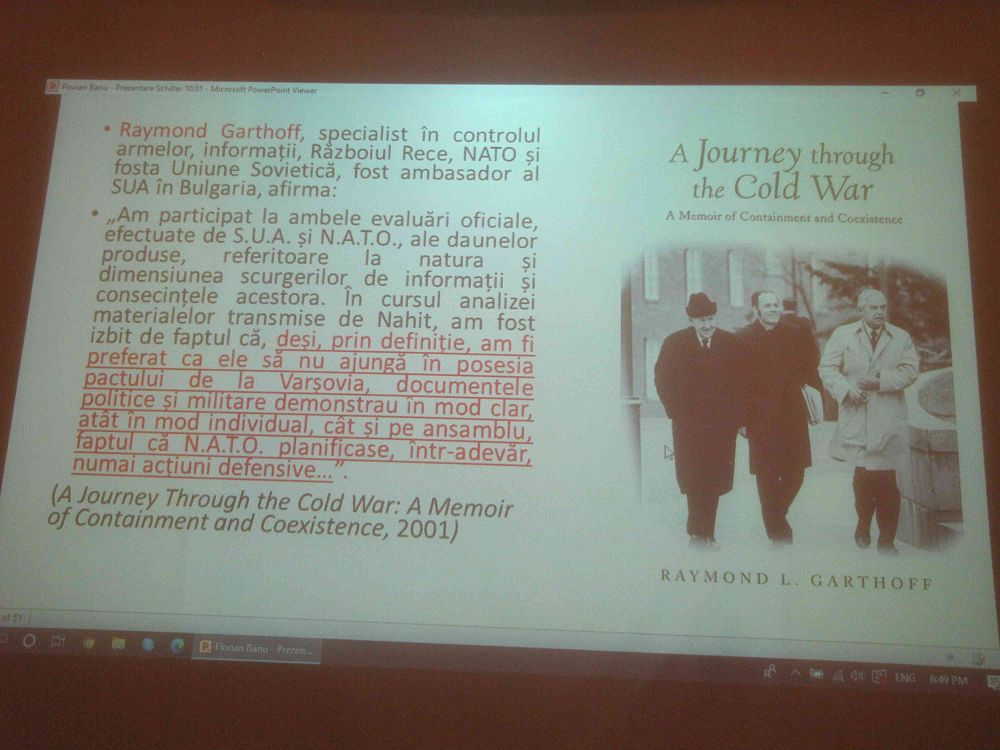 Florian Banu - Prezentare Schiller 10.01 - Microsoft PowerPoint Viewer
• Raymond Garthoff, specialist în controlul
armelor, informații, Războiul Rece, NATO și
fosta Uniune Sovietică, fost ambasador al
SUA în Bulgaria, afirma:
• „Am participat la ambele evaluări oficiale,
efectuate de S.U.A. și N.A.T.O., ale daunelor
produse, referitoare la natura și
dimensiunea scurgerilor de informații și
consecințele acestora. În cursul analizei
materialelor transmise de Nahit, am fost
izbit de faptul că, deși, prin definiție, am fi
preferat ca ele să nu ajungă în posesia
pactului de la Varșovia, documentele
politice și militare demonstrau în mod clar,
atât în mod individual, cât și pe ansamblu,
faptul că N.A.T.O. planificase, într-adevăr,
numai acțiuni defensive...”.
(A Journey Through the Cold War: A Memoir
of Containment and Coexistence, 2001)
A Journey through
the Cold War
A Memoir of Containment and Coexistence
RAYMOND L. GARTHOFF
of 31
Florian Banu - Prezen...
ENG
6:49 PM